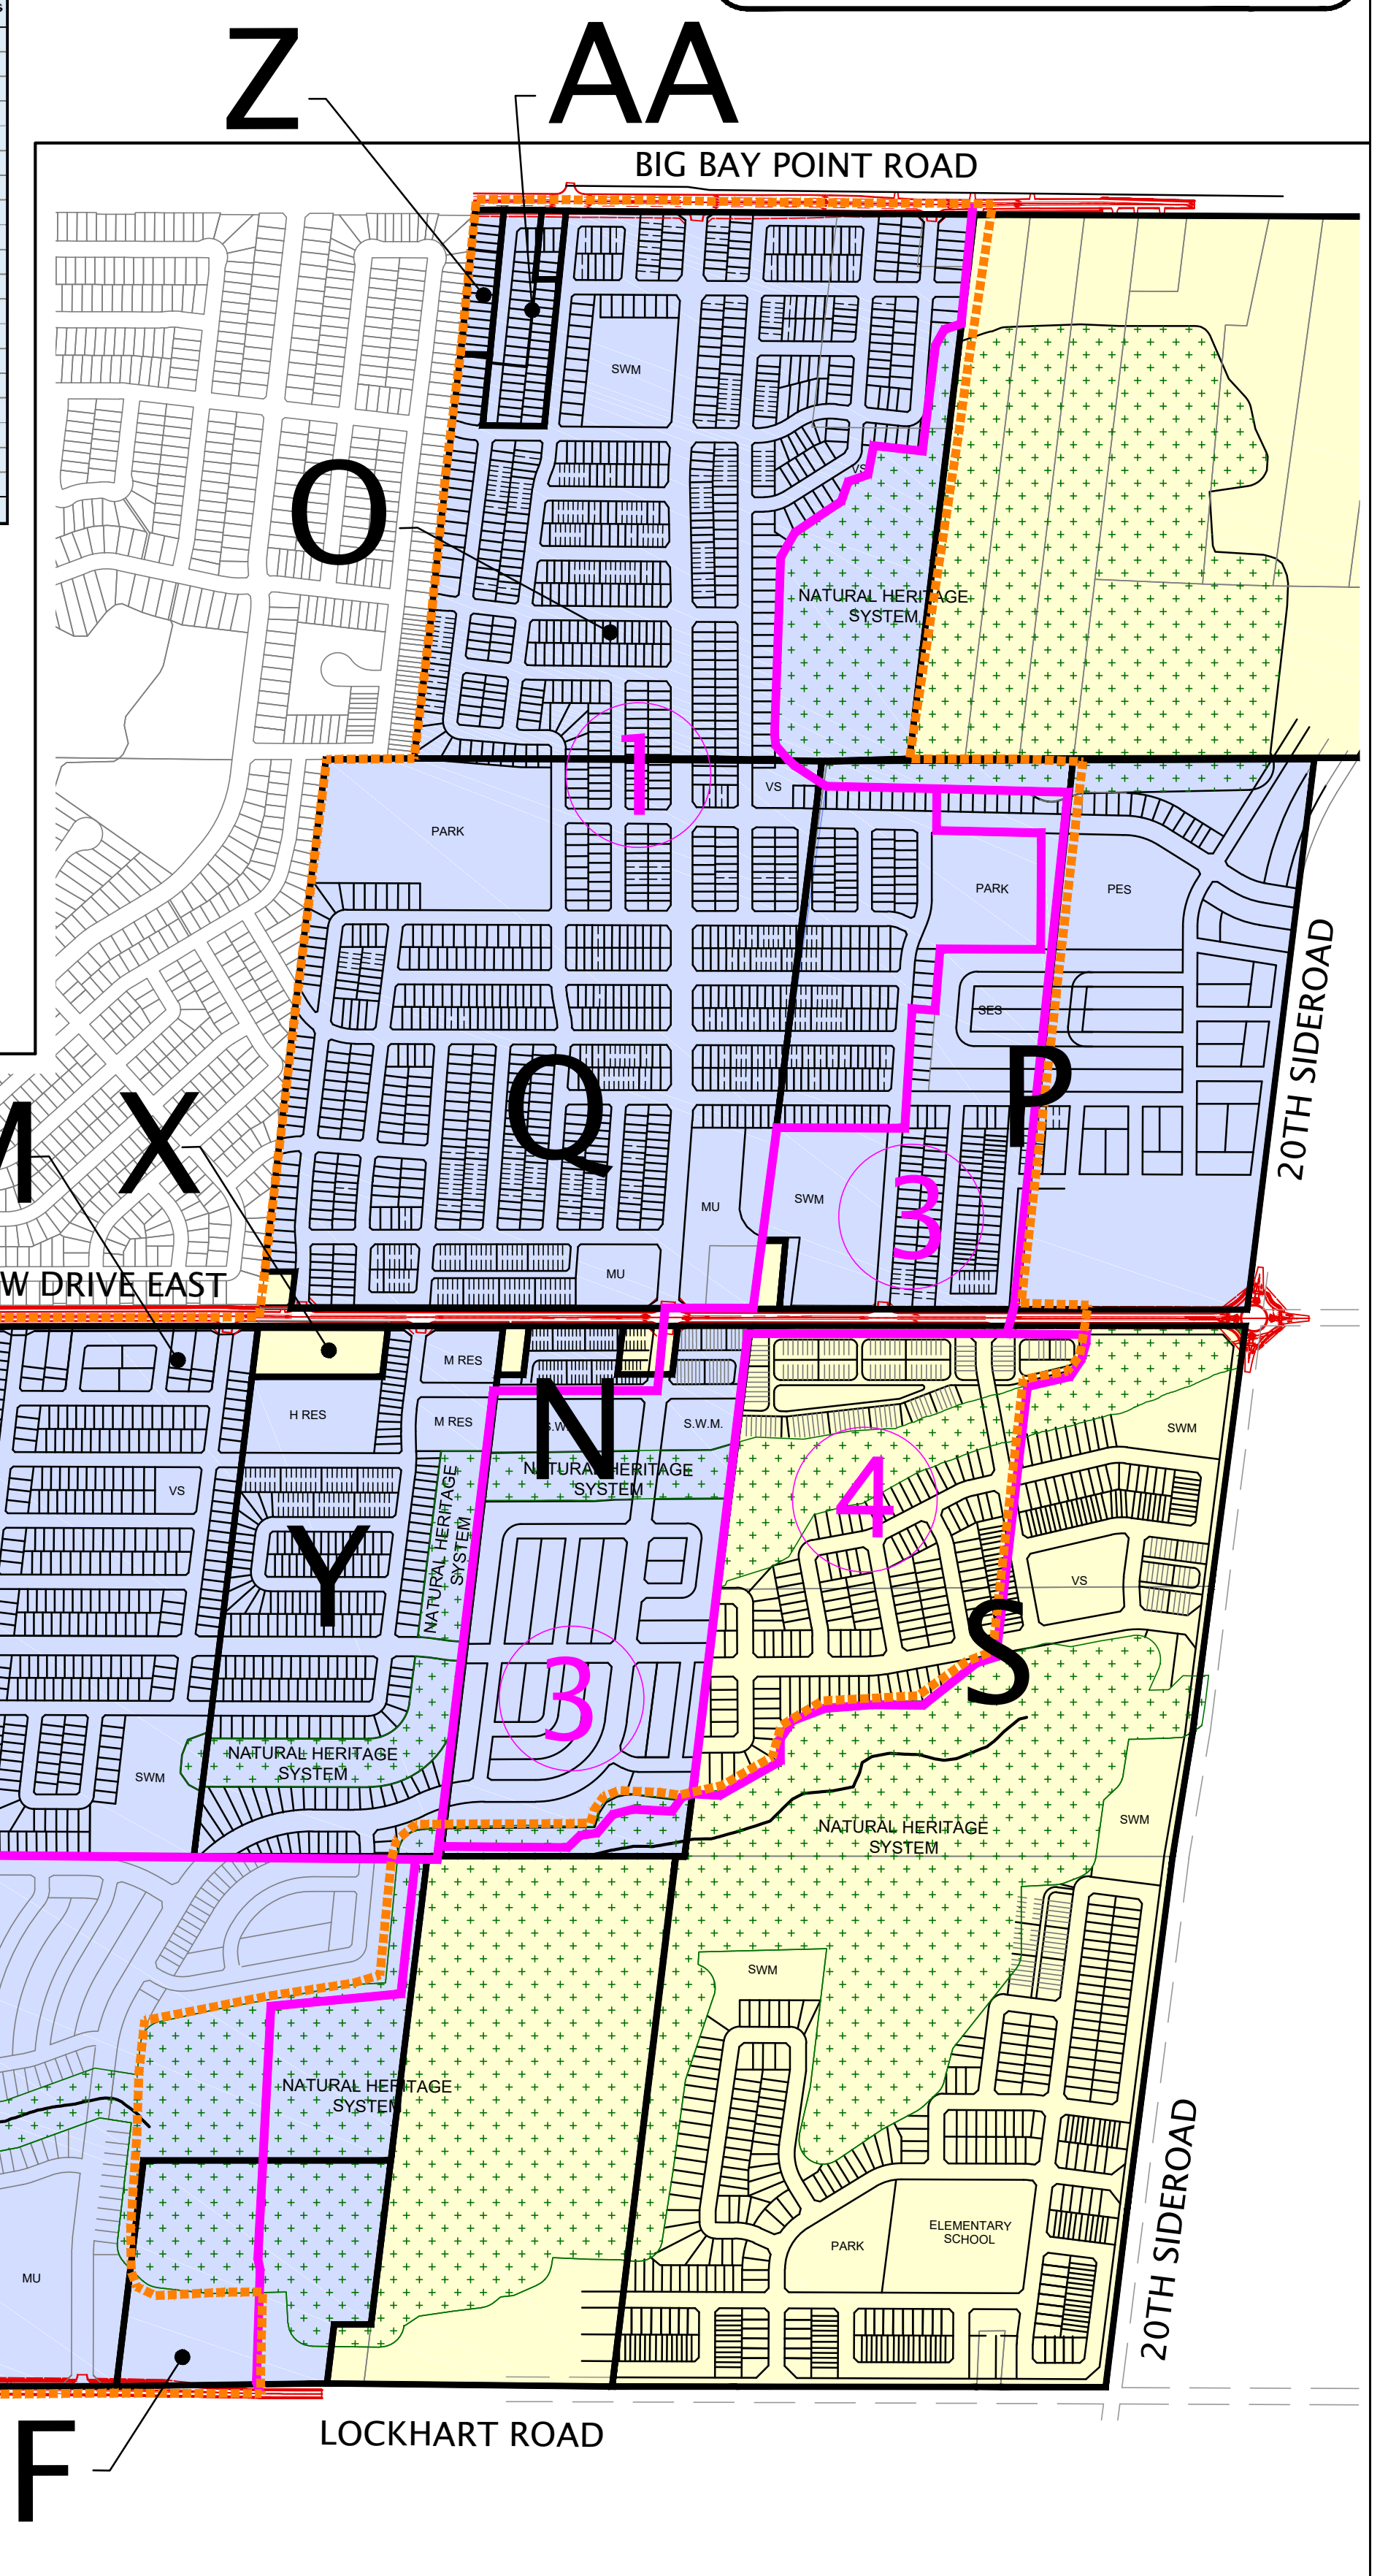 Z
AA
BIG BAY POINT ROAD
SWM
O
VS
NATURAL HERITAGE
SYSTEM
1
VS
PARK
PARK
PES
20TH SIDEROAD
SES
Q
P
M
X
MU
SWM
3
MU
W DRIVE EAST
M RES
H RES
M RES
N
S.W.M.
NATURAL HERITAGE
SYSTEM
4
SWM
VS
NATURAL HERITAGE
SYSTEM
Y
VS
S
3
NATURAL HERITAGE
SYSTEM
SWM
NATURAL HERITAGE
SYSTEM
SWM
SWM
NATURAL HERITAGE
SYSTEM
20TH SIDEROAD
ELEMENTARY
SCHOOL
PARK
MU
LOCKHART ROAD
F